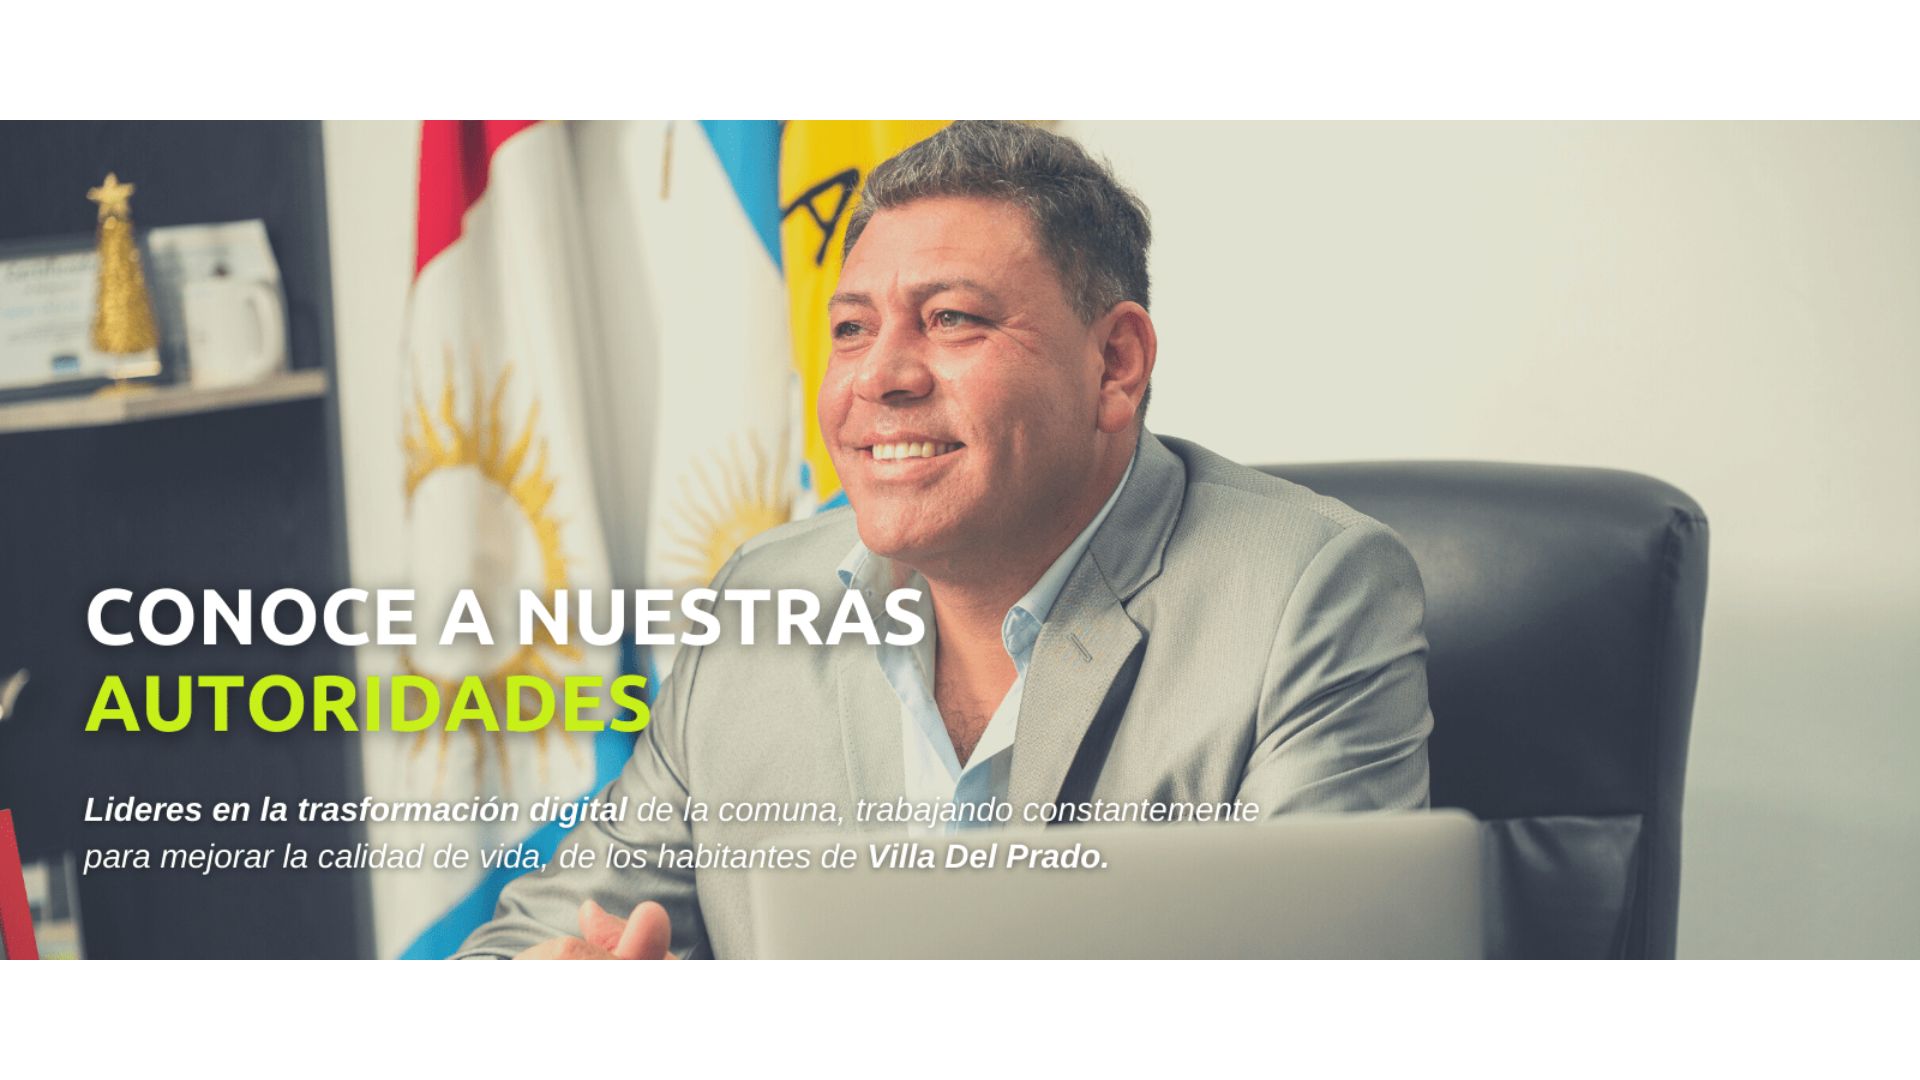 CONOCE A NUESTRAS
AUTORIDADES
Lideres en la trasformación digital de la comuna, trabajando constantemente
para mejorar la calidad de vida, de los habitantes de Villa Del Prado.
A